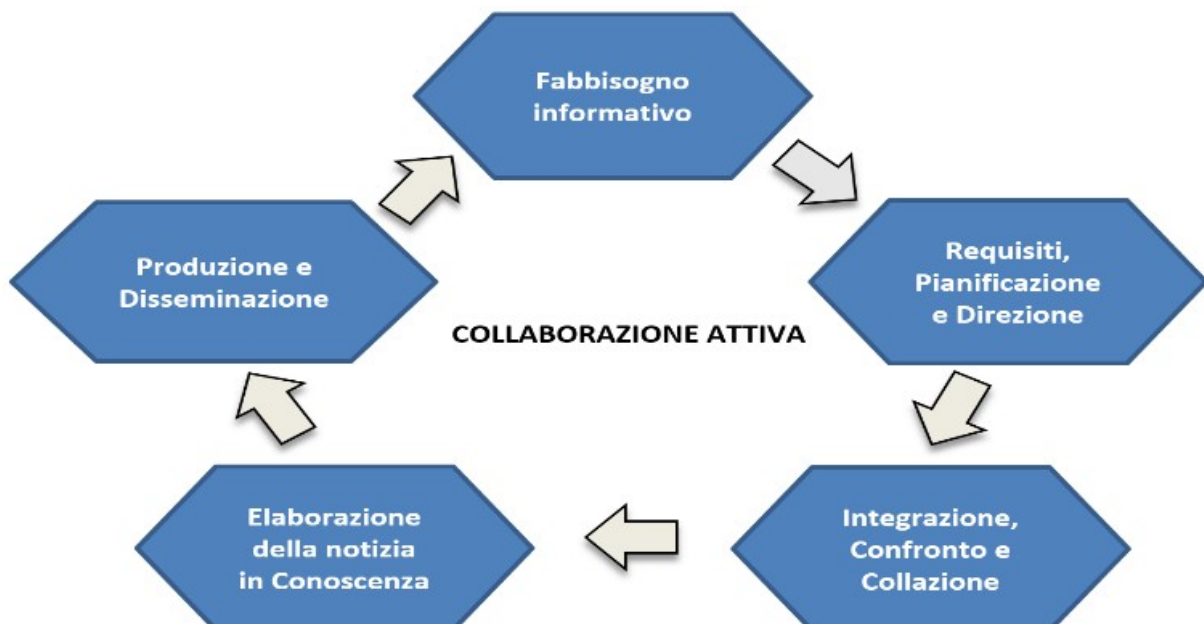 Fabbisogno
informativo
Requisiti,
Pianificazione
e Direzione
Integrazione,
Confronto e
Collazione
Elaborazione
della notizia
in Conoscenza
Produzione e
Disseminazione
COLLABORAZIONE ATTIVA